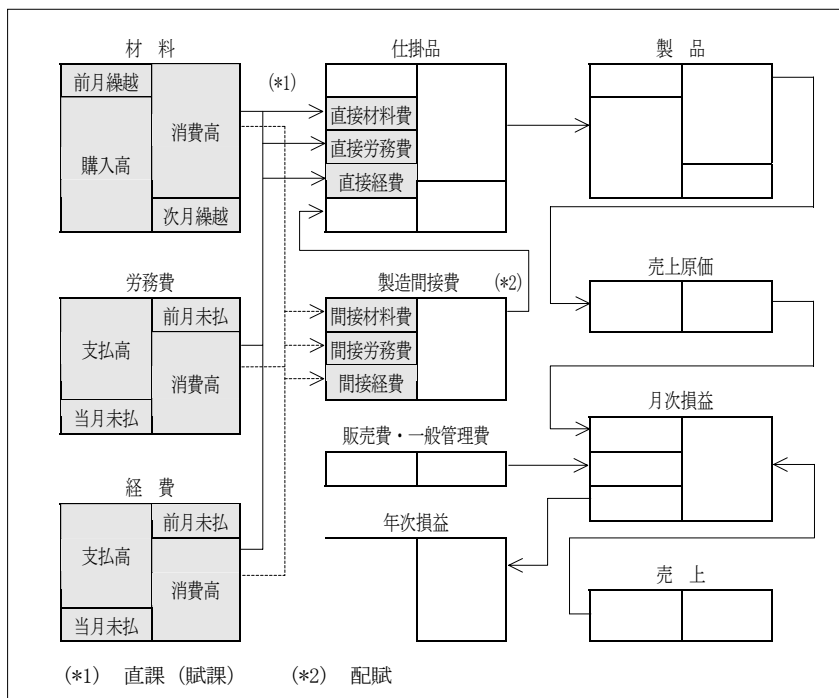 材　料
前月繰越
購入高
消費高
次月繰越
(*1)
仕掛品
直接材料費
直接労務費
直接経費
製　品
労務費
支払高
当月未払
前月未払
消費高
製造間接費
(*2)
間接材料費
間接労務費
間接経費
売上原価
販売費・一般管理費
月次損益
経　費
支払高
当月未払
前月未払
消費高
年次損益
売　上
(*1)　直課（賦課）　(*2)　配賦